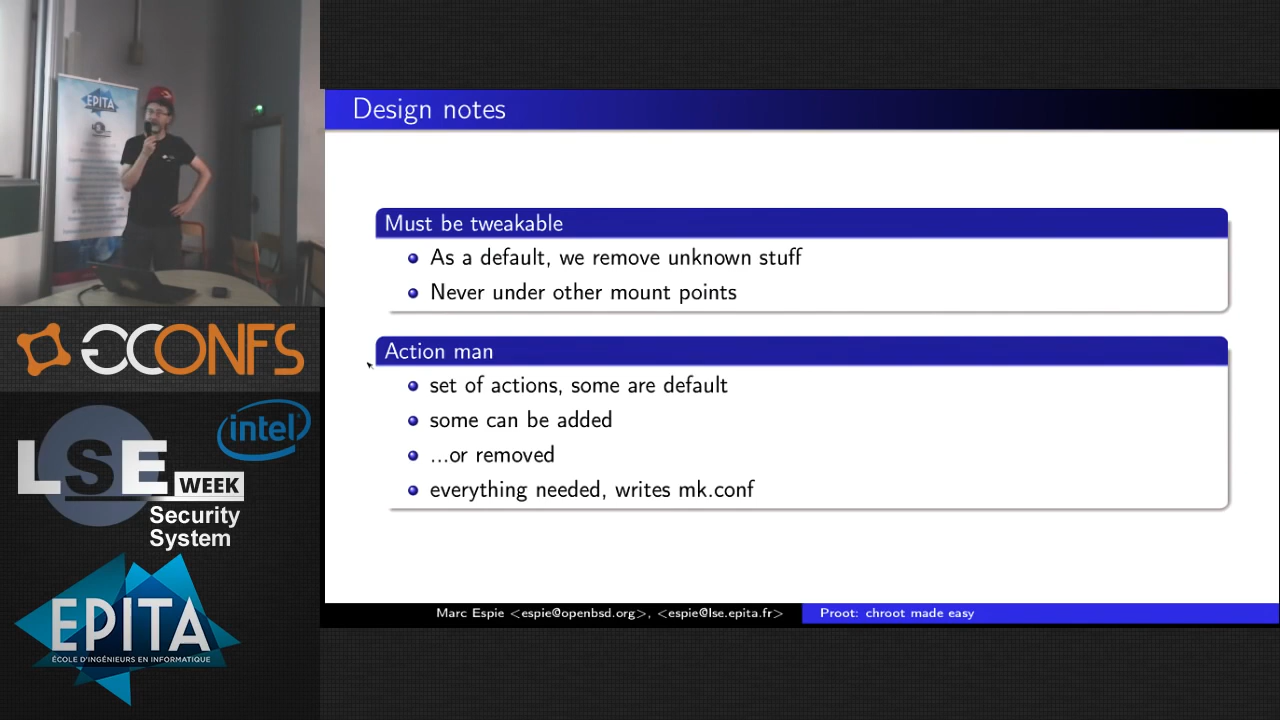 EPITA
GCONFS
intel
LSE
WEEK
Security
System
EPITA
ÉCOLE D'INGÉNIEURS EN INFORMATIQUE
Design notes
Must be tweakable
As a default, we remove unknown stuff
Never under other mount points
Action man
set of actions, some are default
some can be added
...or removed
everything needed, writes mk.conf
Marc Espie <espie@openbsd.org>, <espie@lse.epita.fr>
Proot: chroot made easy